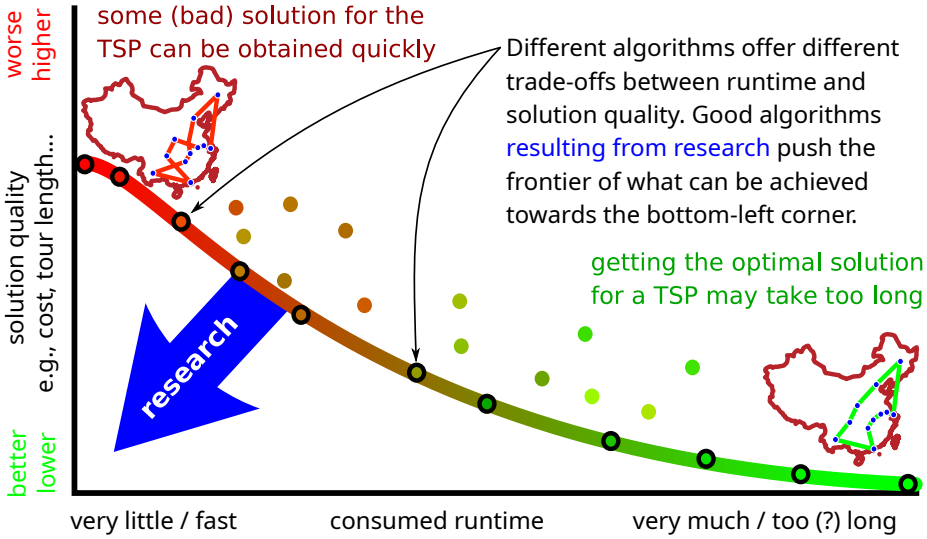 some (bad) solution for the
TSP can be obtained quickly
Different algorithms offer different
trade-offs between runtime and
solution quality. Good algorithms
resulting from research push the
frontier of what can be achieved
towards the bottom-left corner.
getting the optimal solution
for a TSP may take too long
research
worse
higher
solution quality
e.g., cost, tour length...
better
lower
very little / fast
consumed runtime
very much / too (?) long